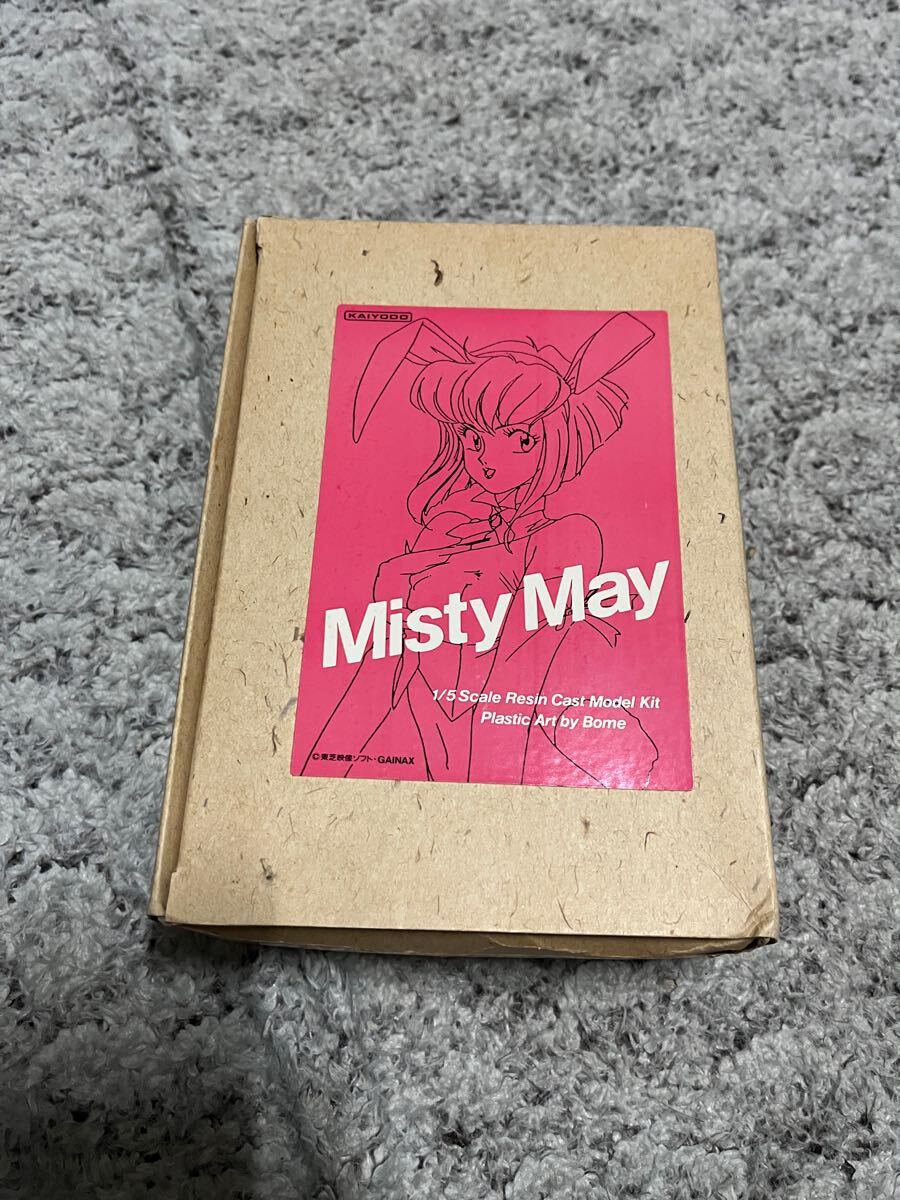 KAIYODO
Misty May
1/5 Scale Resin Cast Model Kit
Plastic Art by Bome
©東芝映像ソフト・GAINAX